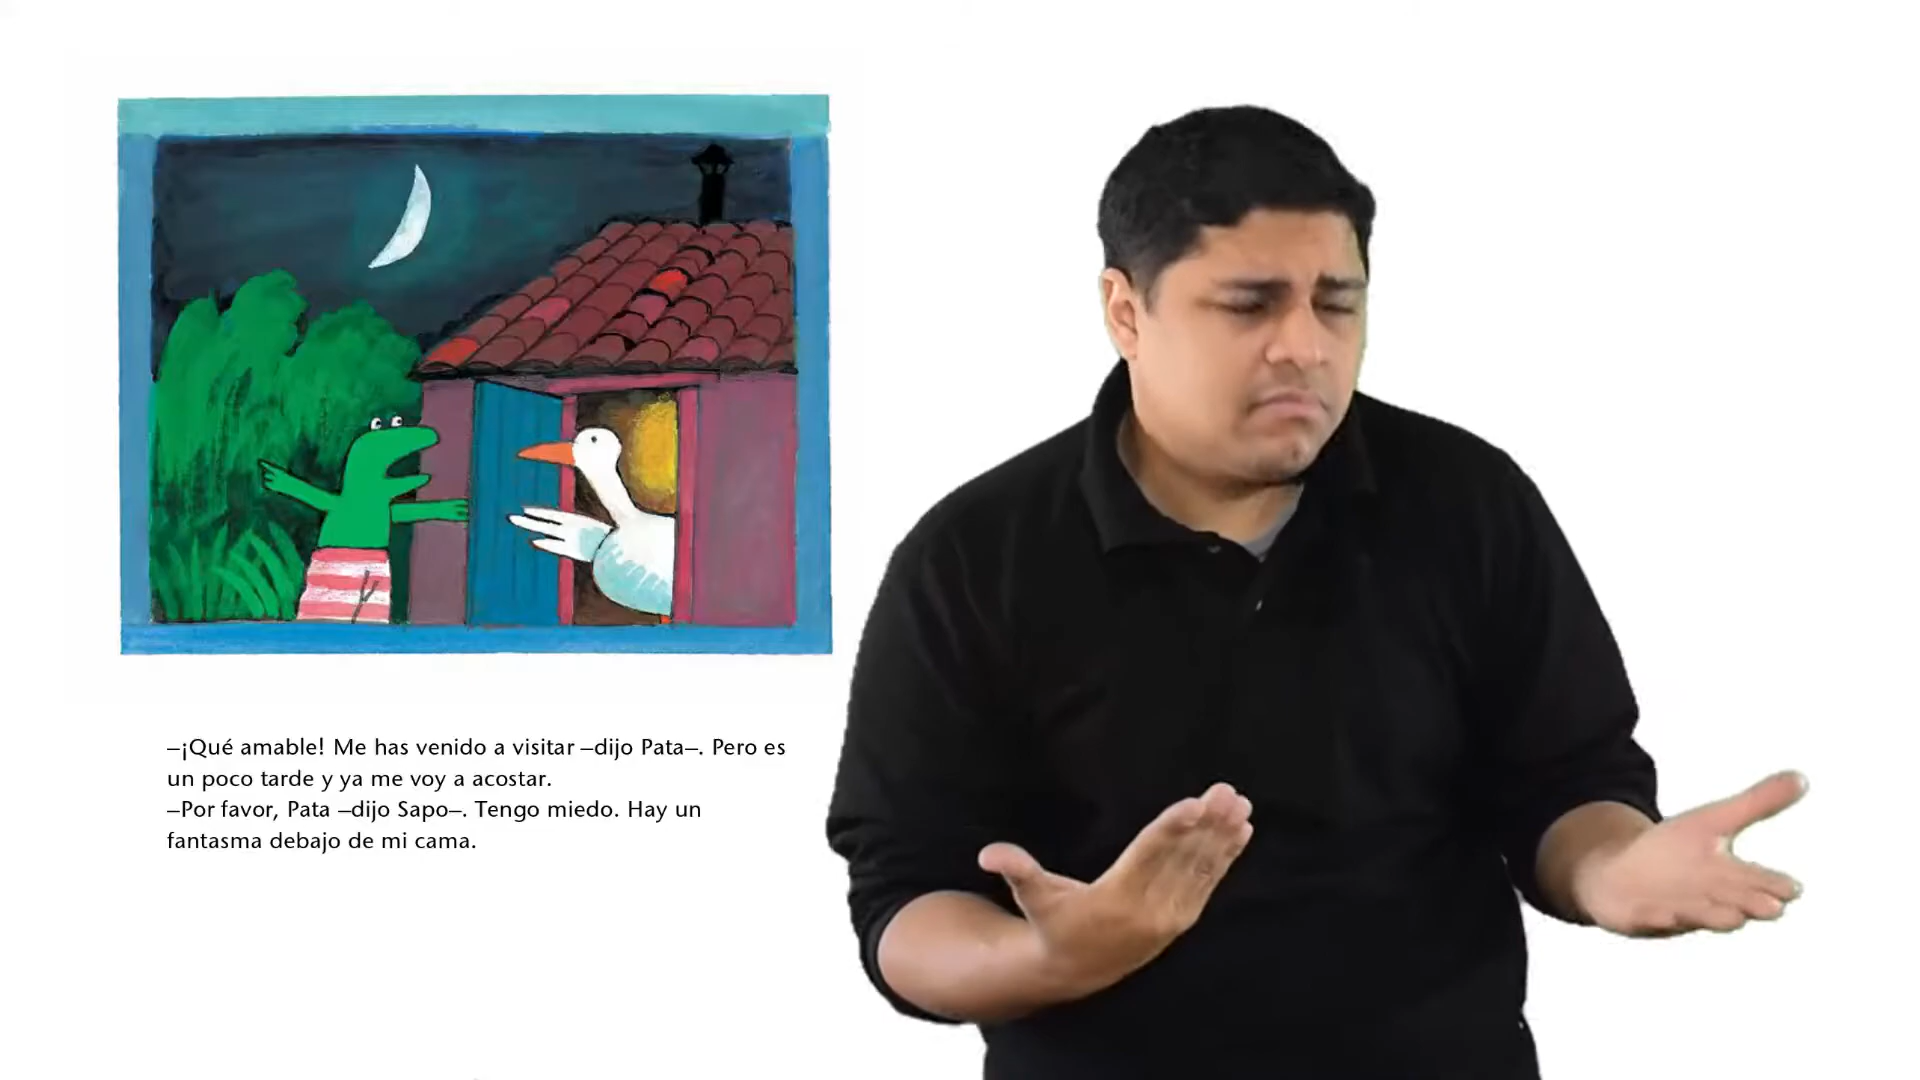 –¡Qué amable! Me has venido a visitar –dijo Pata–. Pero es
un poco tarde y ya me voy a acostar.
–Por favor, Pata –dijo Sapo–. Tengo miedo. Hay un
fantasma debajo de mi cama.